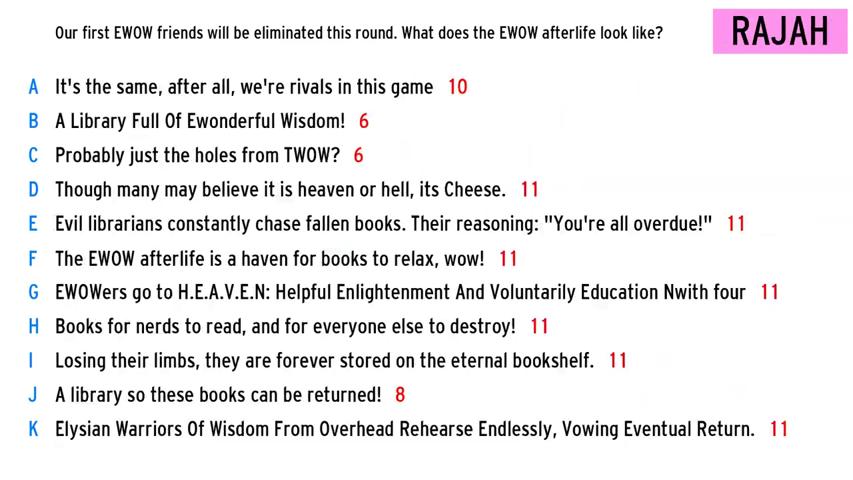 Our first EWOW friends will be eliminated this round. What does the EWOW afterlife look like?
RAJAH
A It's the same, after all, we're rivals in this game 10
B A Library Full Of Ewonderful Wisdom! 6
C Probably just the holes from TWOW? 6
D Though many may believe it is heaven or hell, its Cheese. 11
E Evil librarians constantly chase fallen books. Their reasoning: "You're all overdue!" 11
F The EWOW afterlife is a haven for books to relax, wow! 11
G EWOWers go to H.E.A.V.E.N: Helpful Enlightenment And Voluntarily Education Nwith four 11
H Books for nerds to read, and for everyone else to destroy! 11
I Losing their limbs, they are forever stored on the eternal bookshelf. 11
J A library so these books can be returned! 8
K Elysian Warriors Of Wisdom From Overhead Rehearse Endlessly, Vowing Eventual Return. 11